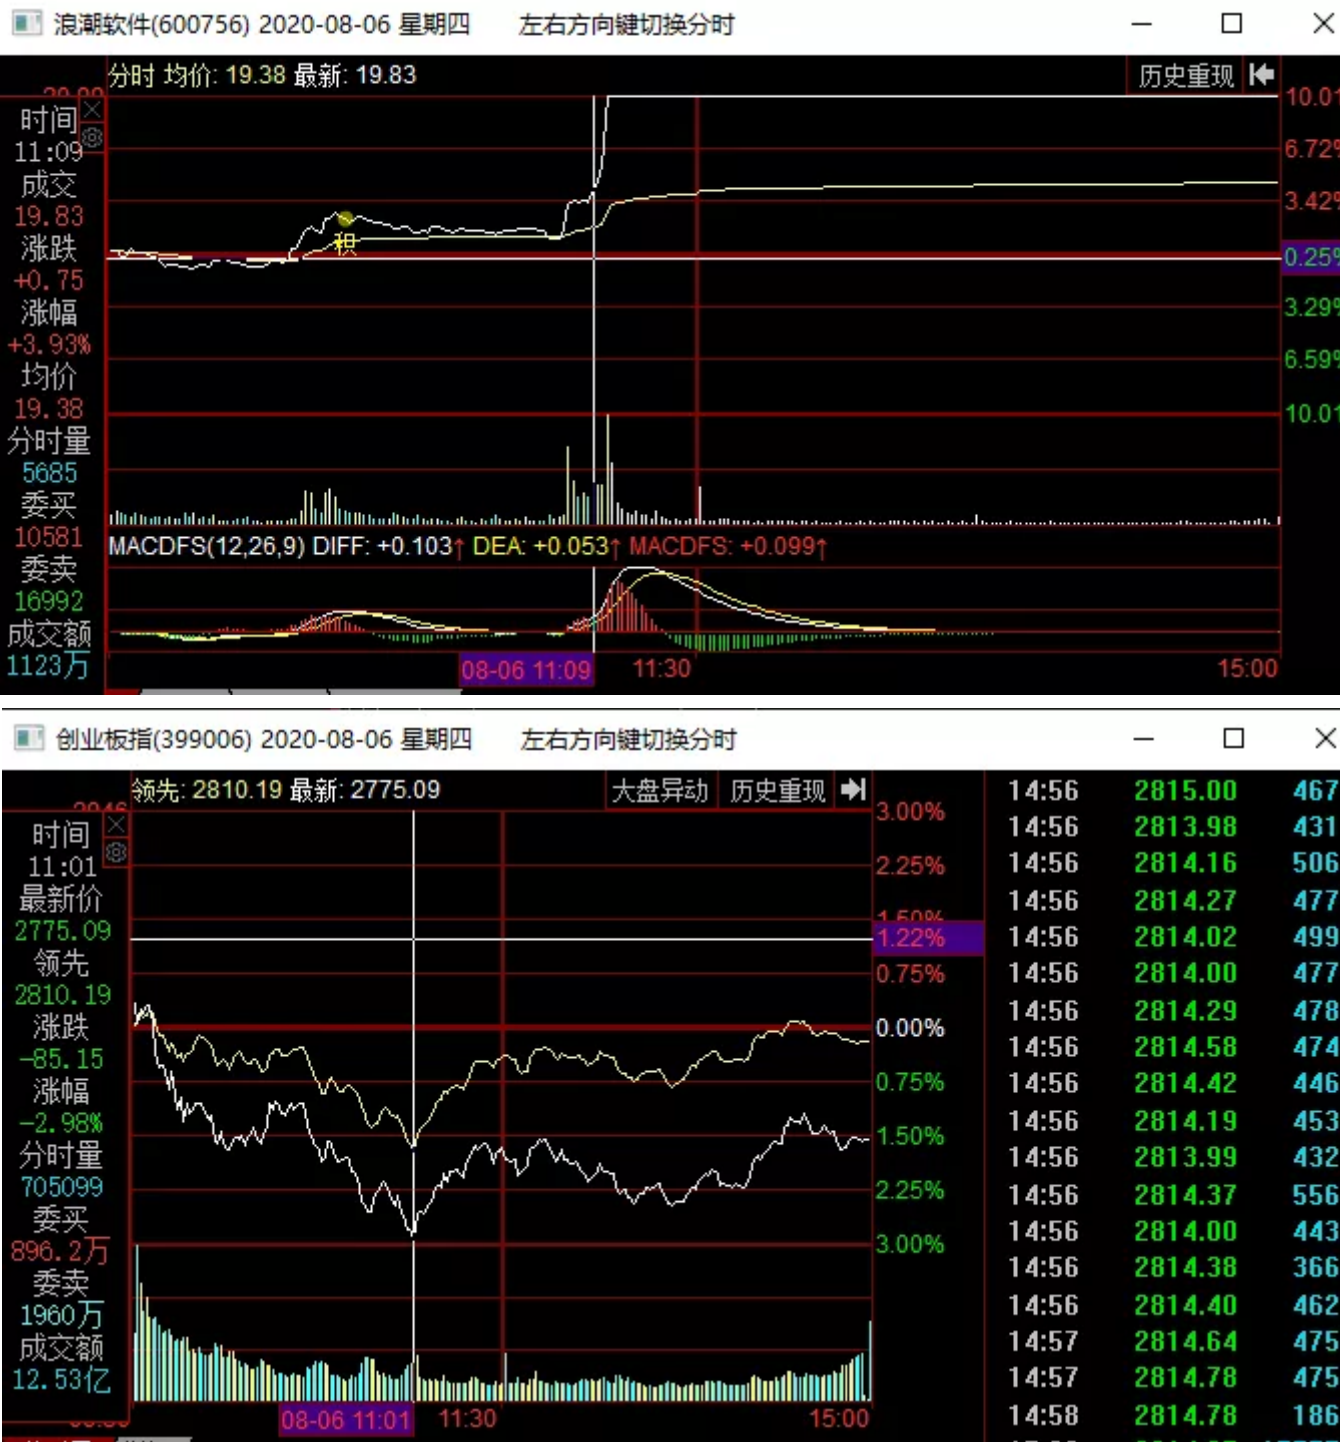 浪潮软件(600756) 2020-08-06 星期四 左右方向键切换分时
分时 均价: 19.38 最新: 19.83 历史重现
时间
11:09
成交
19.83
涨跌
+0.75
涨幅
+3.93%
均价
19.38
分时量
5685
委买
10581
委卖
16992
成交额
1123万
积
10.01
6.72%
3.42%
0.25%
3.29%
6.59%
10.01
MACDFS(12,26,9) DIFF: +0.103↑ DEA: +0.053↑ MACDFS: +0.099↑
08-06 11:09 11:30 15:00
创业板指(399006) 2020-08-06 星期四 左右方向键切换分时
领先: 2810.19 最新: 2775.09 大盘异动 历史重现
时间
11:01
最新价
2775.09
领先
2810.19
涨跌
-85.15
涨幅
-2.98%
分时量
705099
委买
896.2万
委卖
1960万
成交额
12.53亿
3.00%
2.25%
1.50%
1.22%
0.75%
0.00%
0.75%
1.50%
2.25%
3.00%
08-06 11:01 11:30 15:00
14:56 2815.00 467
14:56 2813.98 431
14:56 2814.16 506
14:56 2814.27 477
14:56 2814.02 499
14:56 2814.00 477
14:56 2814.29 478
14:56 2814.58 474
14:56 2814.42 446
14:56 2814.19 453
14:56 2813.99 432
14:56 2814.37 556
14:56 2814.00 443
14:56 2814.38 366
14:56 2814.40 462
14:57 2814.64 475
14:57 2814.78 475
14:58 2814.78 186